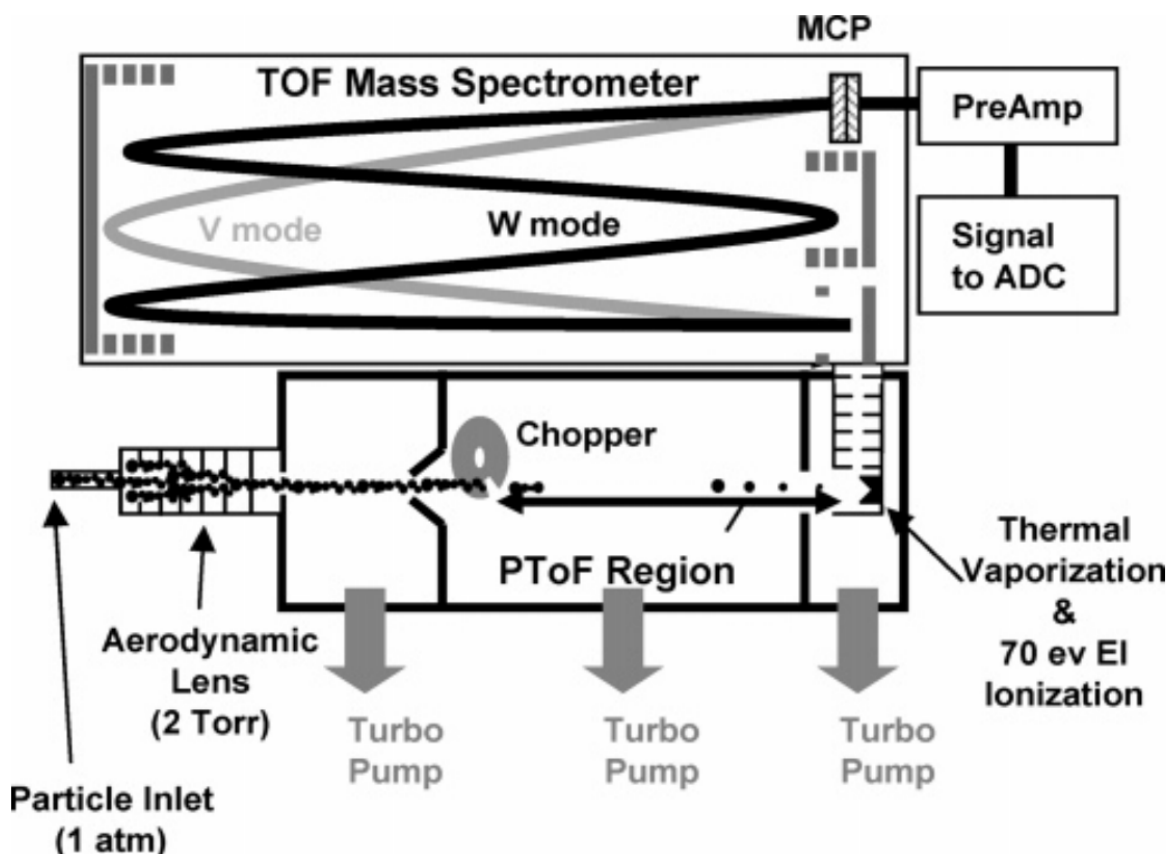 MCP
TOF Mass Spectrometer
PreAmp
V mode
W mode
Signal
to ADC
Chopper
PToF Region
Thermal
Vaporization
&
70 ev EI
Ionization
Aerodynamic
Lens
(2 Torr)
Particle Inlet
(1 atm)
Turbo
Pump
Turbo
Pump
Turbo
Pump